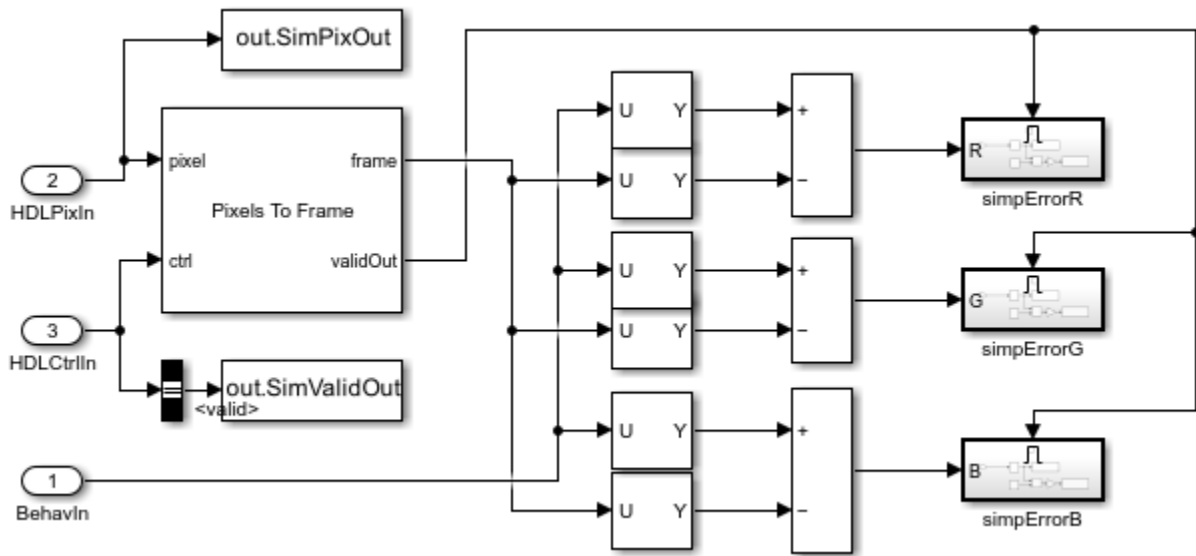 out.SimPixOut
2
HDLPixIn
pixel
frame
Pixels To Frame
ctrl
validOut
3
HDLCtrlIn
<valid>
out.SimValidOut
1
BehavIn
U Y
+
U Y
−
R
simpErrorR
U Y
+
U Y
−
G
simpErrorG
U Y
+
U Y
−
B
simpErrorB